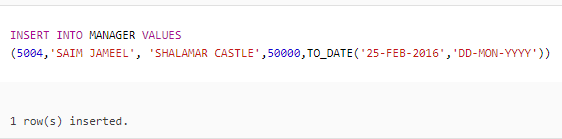 INSERT INTO MANAGER VALUES
(5004,'SAIM JAMEEL', 'SHALAMAR CASTLE',50000,TO_DATE('25-FEB-2016','DD-MON-YYYY'))
1 row(s) inserted.